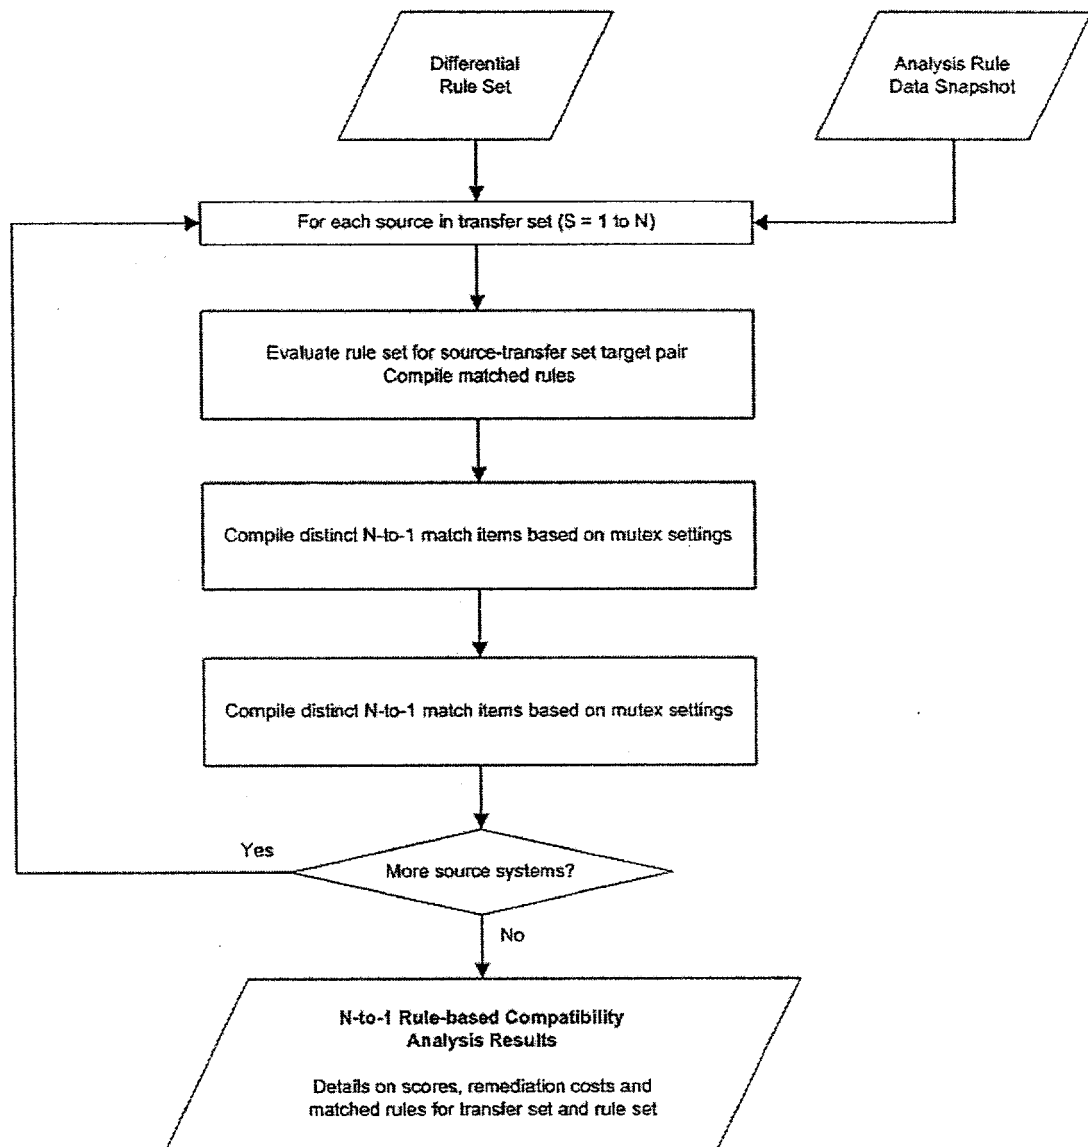 Differential
Rule Set
Analysis Rule
Data Snapshot
For each source in transfer set (S = 1 to N)
Evaluate rule set for source-transfer set target pair
Compile matched rules
Compile distinct N-to-1 match items based on mutex settings
Compile distinct N-to-1 match items based on mutex settings
Yes
More source systems?
No
N-to-1 Rule-based Compatibility
Analysis Results
Details on scores, remediation costs and
matched rules for transfer set and rule set